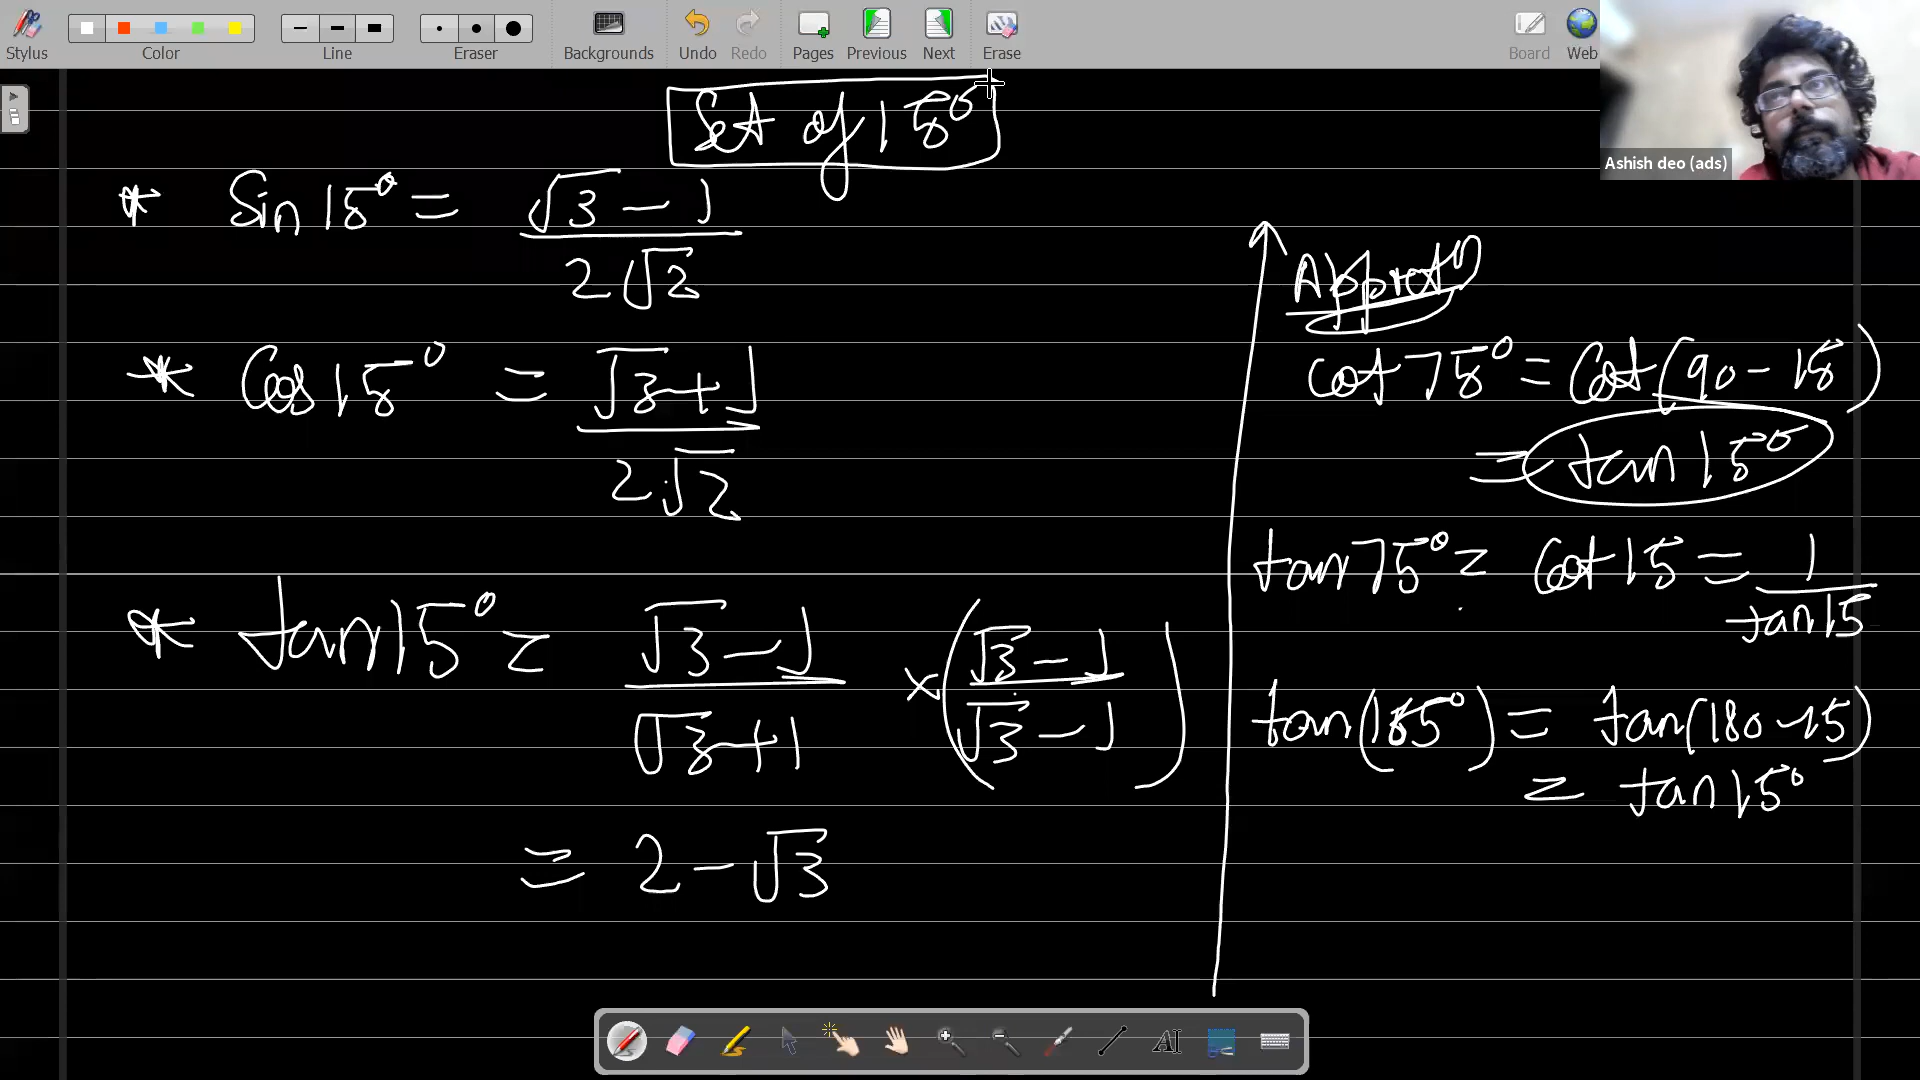 Stylus Color Line Eraser Backgrounds Undo Redo Pages Previous Next Erase Board Web
Ashish deo (ads)
Set of 15°
* Sin 15° = √3 - 1 / 2√2
* Cos 15° = √3 + 1 / 2√2
* tan 15° = √3 - 1 / √3 + 1 × (√3 - 1 / √3 - 1)
= 2 - √3
cot 75° = Cot (90 - 15)
= tan 15°
tan 75° = Cot 15 = 1 / tan 15
tan (165°) = tan (180 - 15)
= tan 15°